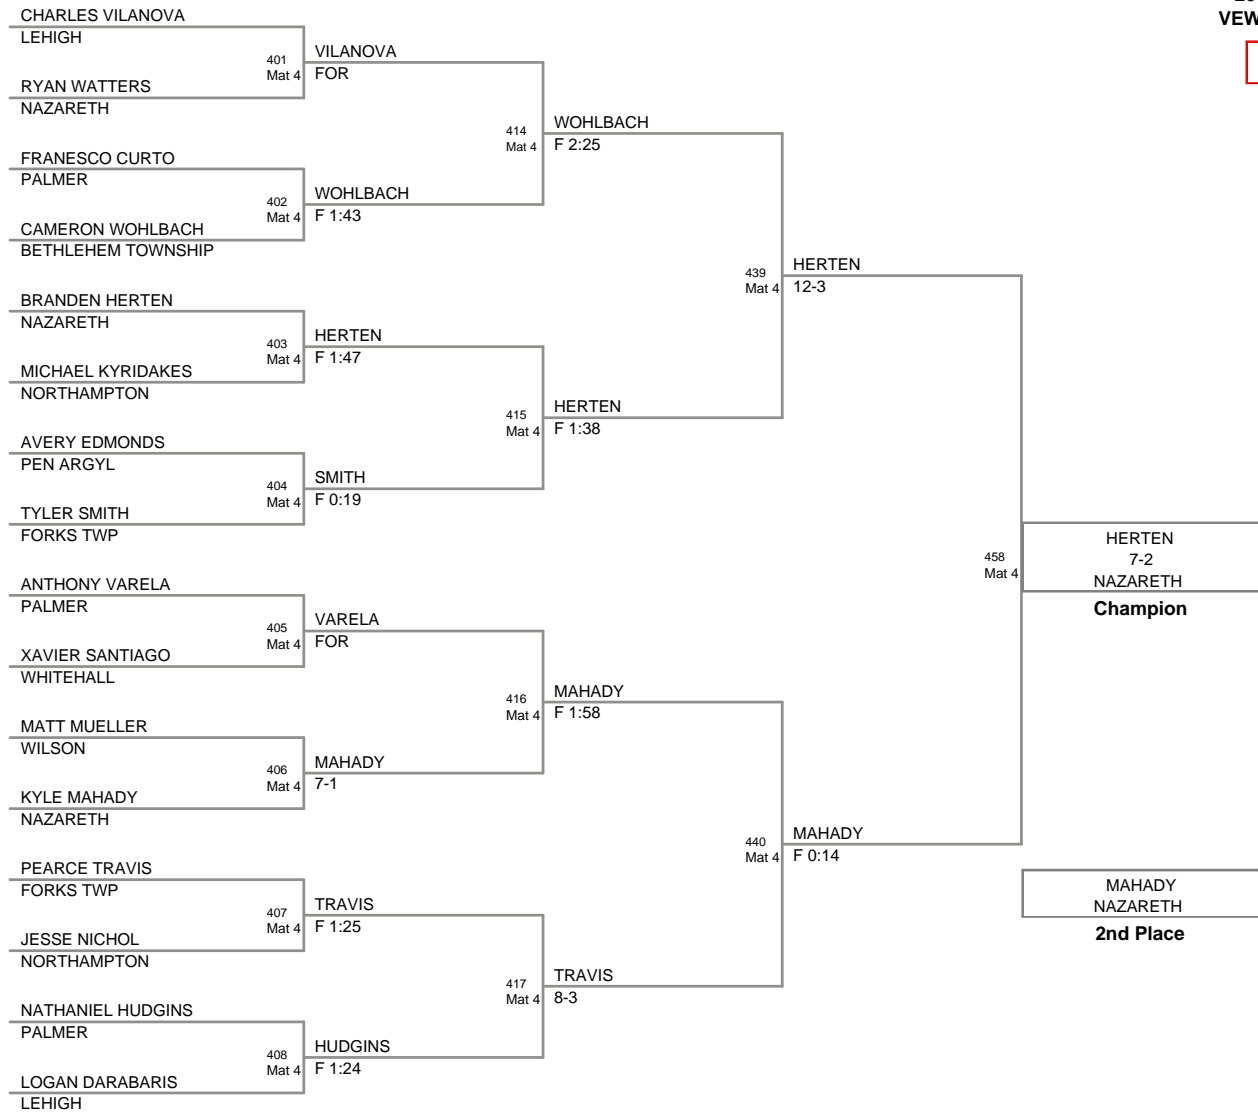 CHARLES VILANOVA
LEHIGH
401
Mat 4
VILANOVA
FOR
RYAN WATTERS
NAZARETH
414
Mat 4
WOHLBACH
F 2:25
FRANESCO CURTO
PALMER
402
Mat 4
WOHLBACH
F 1:43
CAMERON WOHLBACH
BETHLEHEM TOWNSHIP
439
Mat 4
HERTEN
12-3
BRANDEN HERTEN
NAZARETH
403
Mat 4
HERTEN
F 1:47
MICHAEL KYRIDAKES
NORTHAMPTON
415
Mat 4
HERTEN
F 1:38
AVERY EDMONDS
PEN ARGYL
404
Mat 4
SMITH
F 0:19
TYLER SMITH
FORKS TWP
458
Mat 4
HERTEN
7-2
NAZARETH
Champion
ANTHONY VARELA
PALMER
405
Mat 4
VARELA
FOR
XAVIER SANTIAGO
WHITEHALL
416
Mat 4
MAHADY
F 1:58
MATT MUELLER
WILSON
406
Mat 4
MAHADY
7-1
KYLE MAHADY
NAZARETH
440
Mat 4
MAHADY
F 0:14
PEARCE TRAVIS
FORKS TWP
407
Mat 4
TRAVIS
F 1:25
JESSE NICHOL
NORTHAMPTON
MAHADY
NAZARETH
2nd Place
417
Mat 4
TRAVIS
8-3
NATHANIEL HUDGINS
PALMER
408
Mat 4
HUDGINS
F 1:24
LOGAN DARABARIS
LEHIGH
VEW